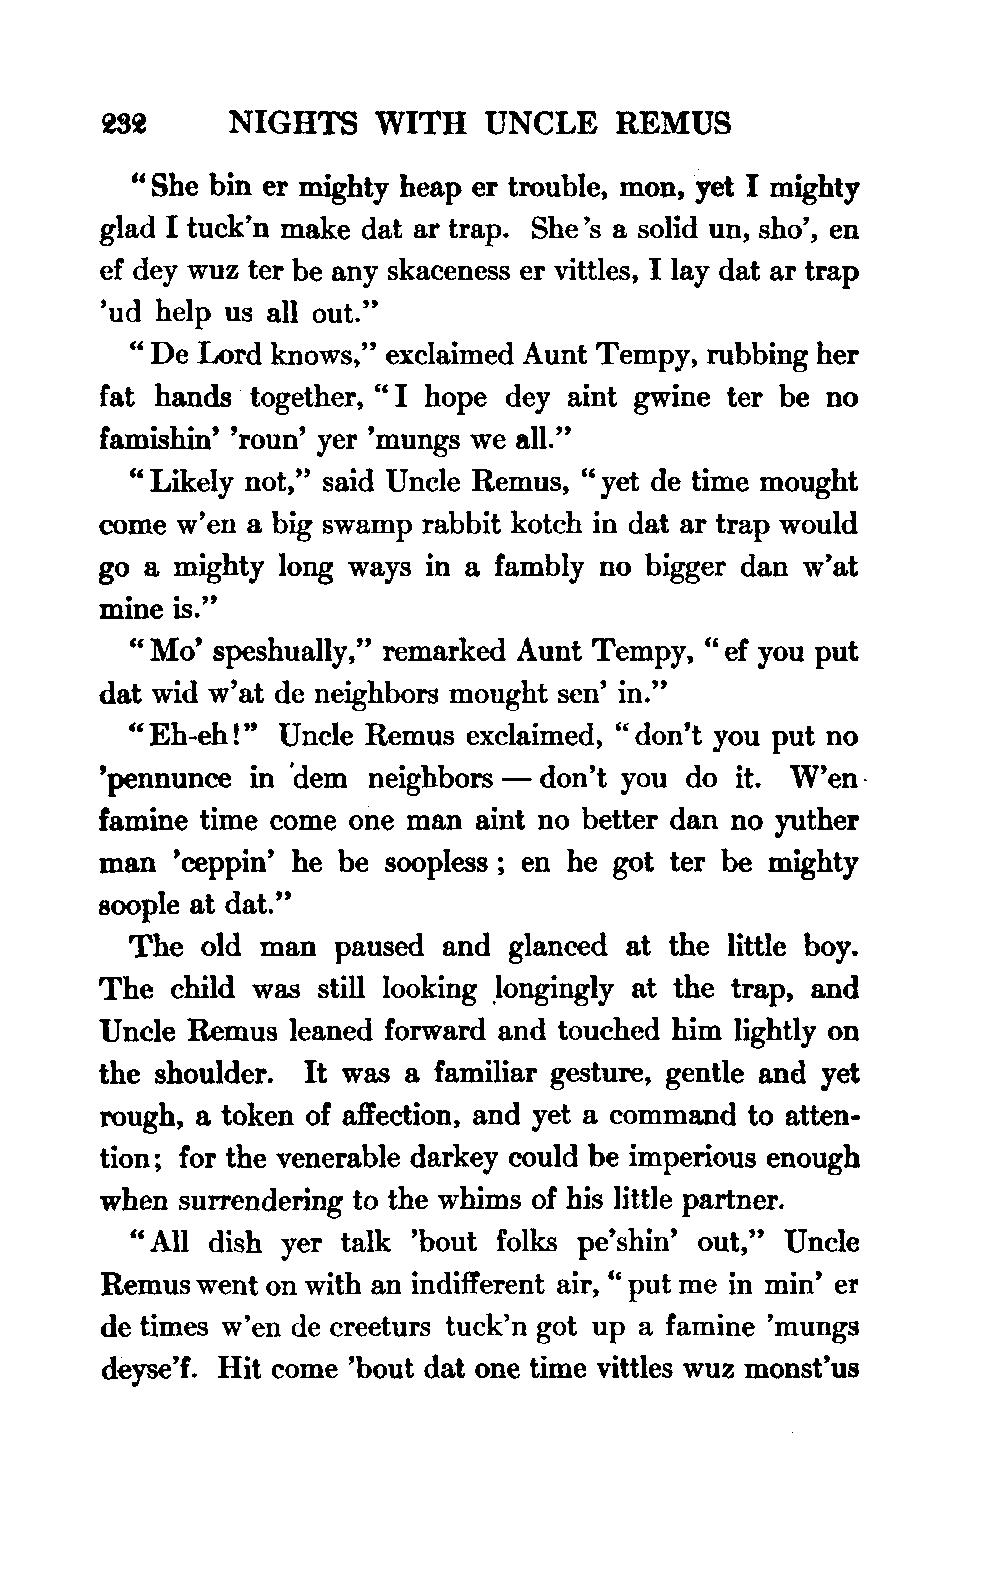 232 NIGHTS WITH UNCLE REMUS
“She bin er mighty heap er trouble, mon, yet I mighty
glad I tuck’n make dat ar trap. She’s a solid un, sho’, en
ef dey wuz ter be any skaceness er vittles, I lay dat ar trap
’ud help us all out.”
“De Lord knows,” exclaimed Aunt Tempy, rubbing her
fat hands together, “I hope dey aint gwine ter be no
famishin’ ’roun’ yer ’mungs we all.”
“Likely not,” said Uncle Remus, “yet de time mought
come w’en a big swamp rabbit kotch in dat ar trap would
go a mighty long ways in a fambly no bigger dan w’at
mine is.”
“Mo’ speshually,” remarked Aunt Tempy, “ef you put
dat wid w’at de neighbors mought sen’ in.”
“Eh-eh!” Uncle Remus exclaimed, “don’t you put no
’pennunce in dem neighbors — don’t you do it. W’en
famine time come one man aint no better dan no yuther
man ’ceppin’ he be soopless; en he got ter be mighty
soople at dat.”
The old man paused and glanced at the little boy.
The child was still looking longingly at the trap, and
Uncle Remus leaned forward and touched him lightly on
the shoulder. It was a familiar gesture, gentle and yet
rough, a token of affection, and yet a command to atten-
tion; for the venerable darkey could be imperious enough
when surrendering to the whims of his little partner.
“All dish yer talk ’bout folks pe’shin’ out,” Uncle
Remus went on with an indifferent air, “put me in min’ er
de times w’en de creeturs tuck’n got up a famine ’mungs
deyse’f. Hit come ’bout dat one time vittles wuz monst’us